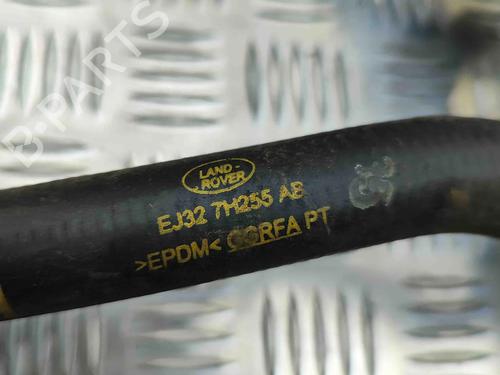 B-PARTS
LAND-
ROVER
EJ32 7H255 AB
>EPDM< CORFA PT